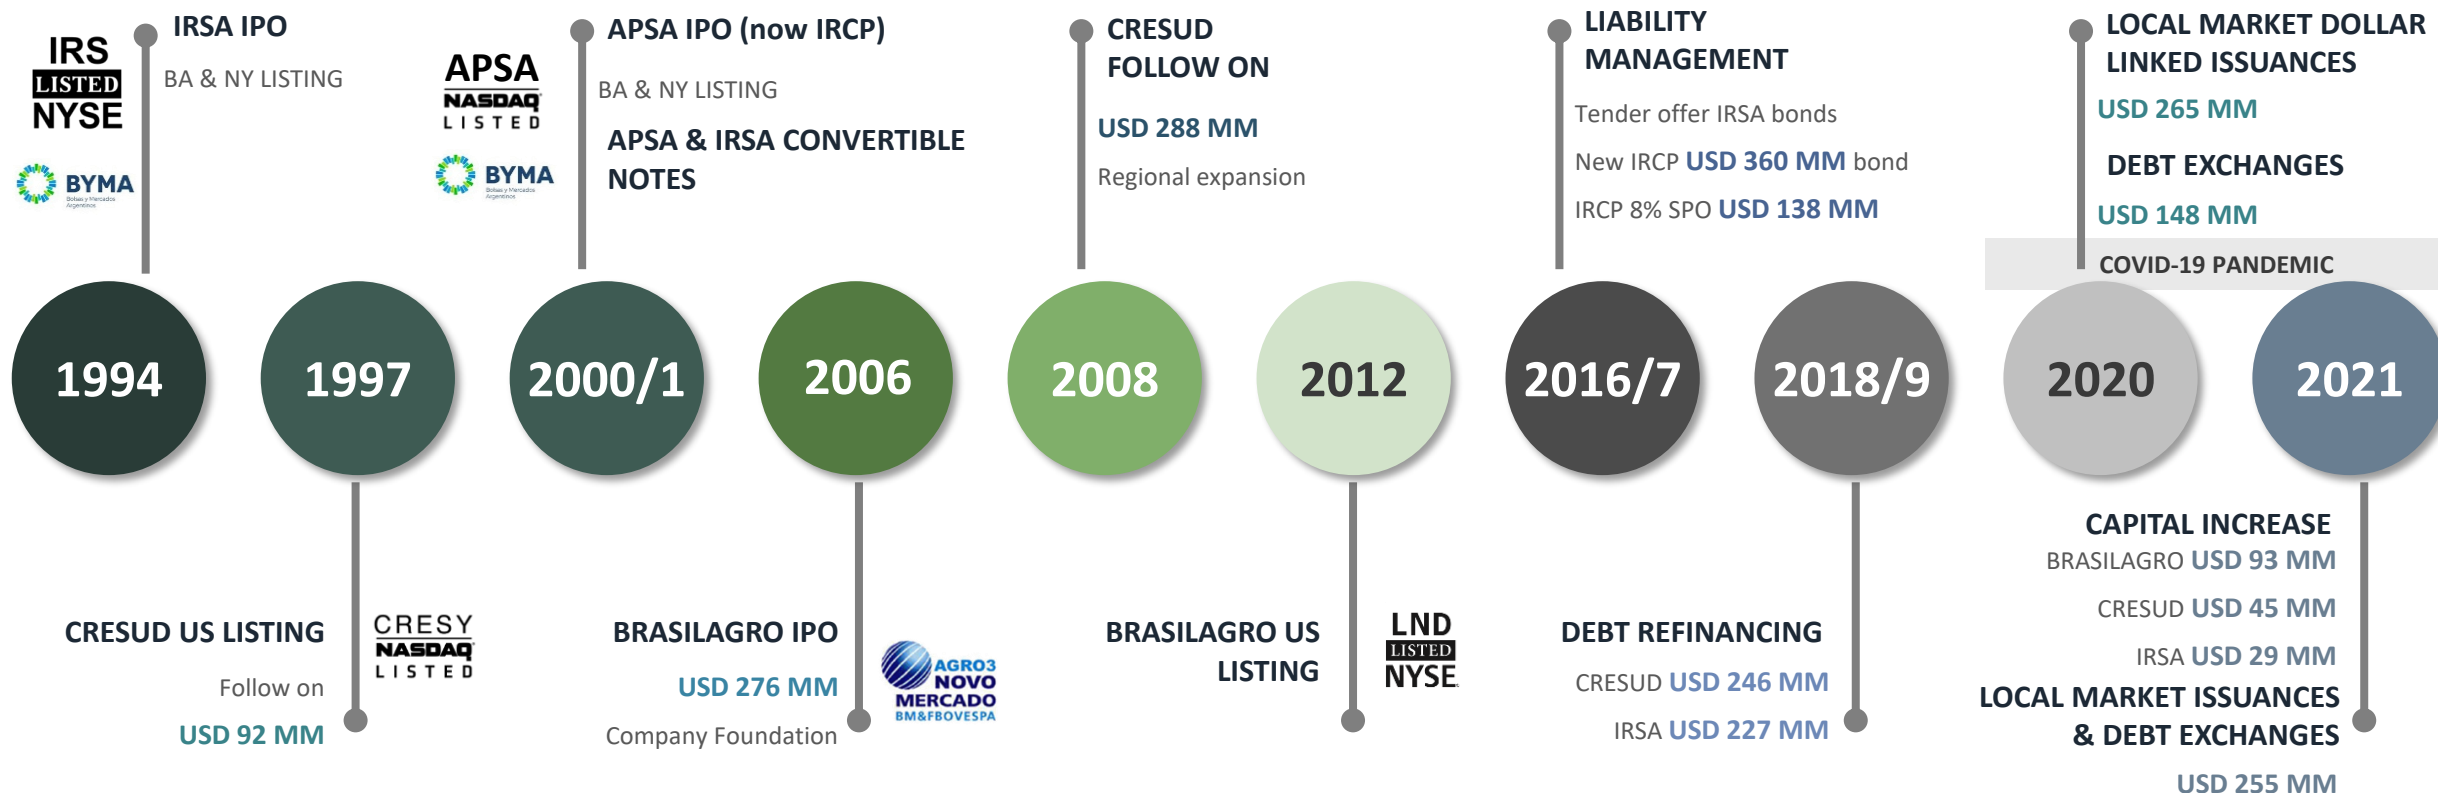 IRS
LISTED
NYSE
BYMA
Bolsas y Mercados
Argentinos
IRSA IPO
BA & NY LISTING
APSA
NASDAQ
LISTED
BYMA
Bolsas y Mercados
Argentinos
APSA IPO (now IRCP)
BA & NY LISTING
APSA & IRSA CONVERTIBLE
NOTES
CRESUD
FOLLOW ON
USD 288 MM
Regional expansion
LIABILITY
MANAGEMENT
Tender offer IRSA bonds
New IRCP USD 360 MM bond
IRCP 8% SPO USD 138 MM
LOCAL MARKET DOLLAR
LINKED ISSUANCES
USD 265 MM
DEBT EXCHANGES
USD 148 MM
COVID-19 PANDEMIC
1994
1997
2000/1
2006
2008
2012
2016/7
2018/9
2020
2021
CRESUD US LISTING
Follow on
USD 92 MM
CRESY
NASDAQ
LISTED
BRASILAGRO IPO
USD 276 MM
Company Foundation
AGRO3
NOVO
MERCADO
BM&FBOVESPA
BRASILAGRO US
LISTING
LND
LISTED
NYSE
DEBT REFINANCING
CRESUD USD 246 MM
IRSA USD 227 MM
CAPITAL INCREASE
BRASILAGRO USD 93 MM
CRESUD USD 45 MM
IRSA USD 29 MM
LOCAL MARKET ISSUANCES
& DEBT EXCHANGES
USD 255 MM